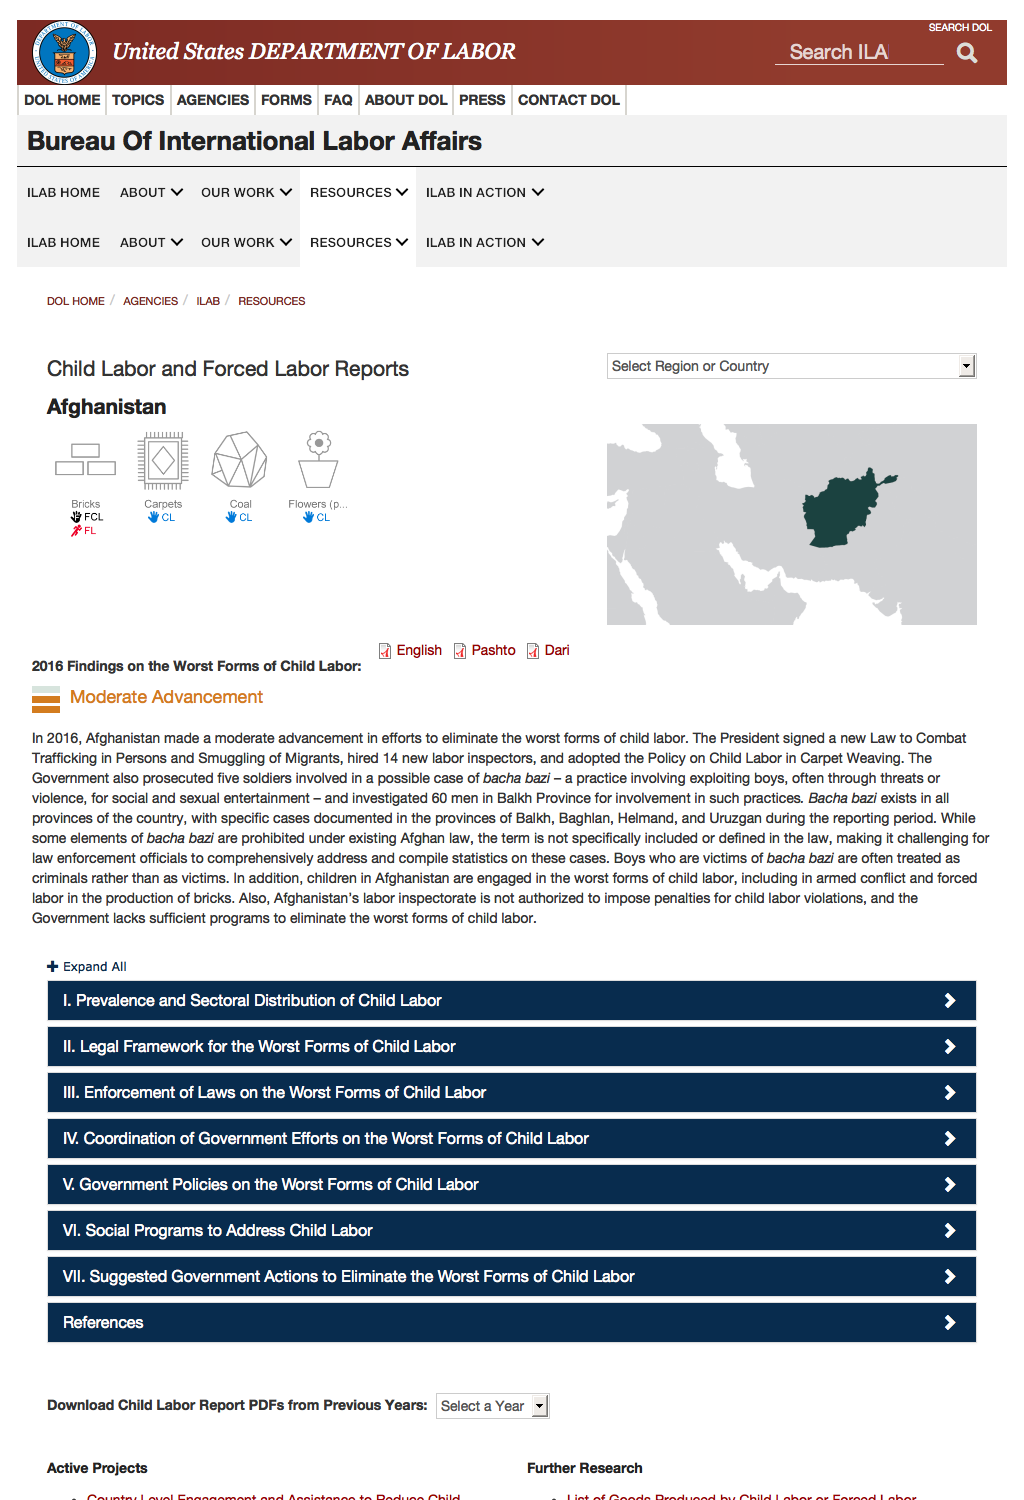 SEARCH DOL
United States DEPARTMENT OF LABOR
Search ILA
DOL HOME TOPICS AGENCIES FORMS FAQ ABOUT DOL PRESS CONTACT DOL
Bureau Of International Labor Affairs
ILAB HOME ABOUT OUR WORK RESOURCES ILAB IN ACTION
ILAB HOME ABOUT OUR WORK RESOURCES ILAB IN ACTION
DOL HOME / AGENCIES / ILAB / RESOURCES
Child Labor and Forced Labor Reports
Select Region or Country
Afghanistan
Bricks Carpets Coal Flowers (p...
FCL CL CL CL
FL
English Pashto Dari
2016 Findings on the Worst Forms of Child Labor:
Moderate Advancement
In 2016, Afghanistan made a moderate advancement in efforts to eliminate the worst forms of child labor. The President signed a new Law to Combat
Trafficking in Persons and Smuggling of Migrants, hired 14 new labor inspectors, and adopted the Policy on Child Labor in Carpet Weaving. The
Government also prosecuted five soldiers involved in a possible case of bacha bazi – a practice involving exploiting boys, often through threats or
violence, for social and sexual entertainment – and investigated 60 men in Balkh Province for involvement in such practices. Bacha bazi exists in all
provinces of the country, with specific cases documented in the provinces of Balkh, Baghlan, Helmand, and Uruzgan during the reporting period. While
some elements of bacha bazi are prohibited under existing Afghan law, the term is not specifically included or defined in the law, making it challenging for
law enforcement officials to comprehensively address and compile statistics on these cases. Boys who are victims of bacha bazi are often treated as
criminals rather than as victims. In addition, children in Afghanistan are engaged in the worst forms of child labor, including in armed conflict and forced
labor in the production of bricks. Also, Afghanistan's labor inspectorate is not authorized to impose penalties for child labor violations, and the
Government lacks sufficient programs to eliminate the worst forms of child labor.
Expand All
I. Prevalence and Sectoral Distribution of Child Labor
II. Legal Framework for the Worst Forms of Child Labor
III. Enforcement of Laws on the Worst Forms of Child Labor
IV. Coordination of Government Efforts on the Worst Forms of Child Labor
V. Government Policies on the Worst Forms of Child Labor
VI. Social Programs to Address Child Labor
VII. Suggested Government Actions to Eliminate the Worst Forms of Child Labor
References
Download Child Labor Report PDFs from Previous Years: Select a Year
Active Projects
Further Research
Country Level Engagement and Assistance to Reduce Child
List of Goods Produced by Child Labor or Forced Labor